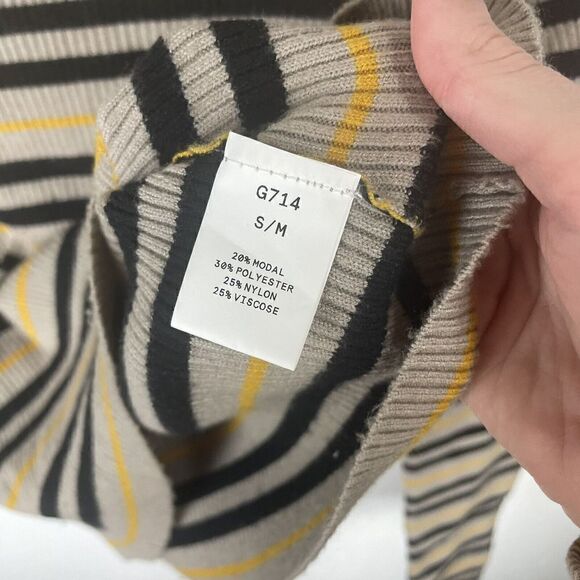 G714
S/M
20% MODAL
30% POLYESTER
25% NYLON
25% VISCOSE